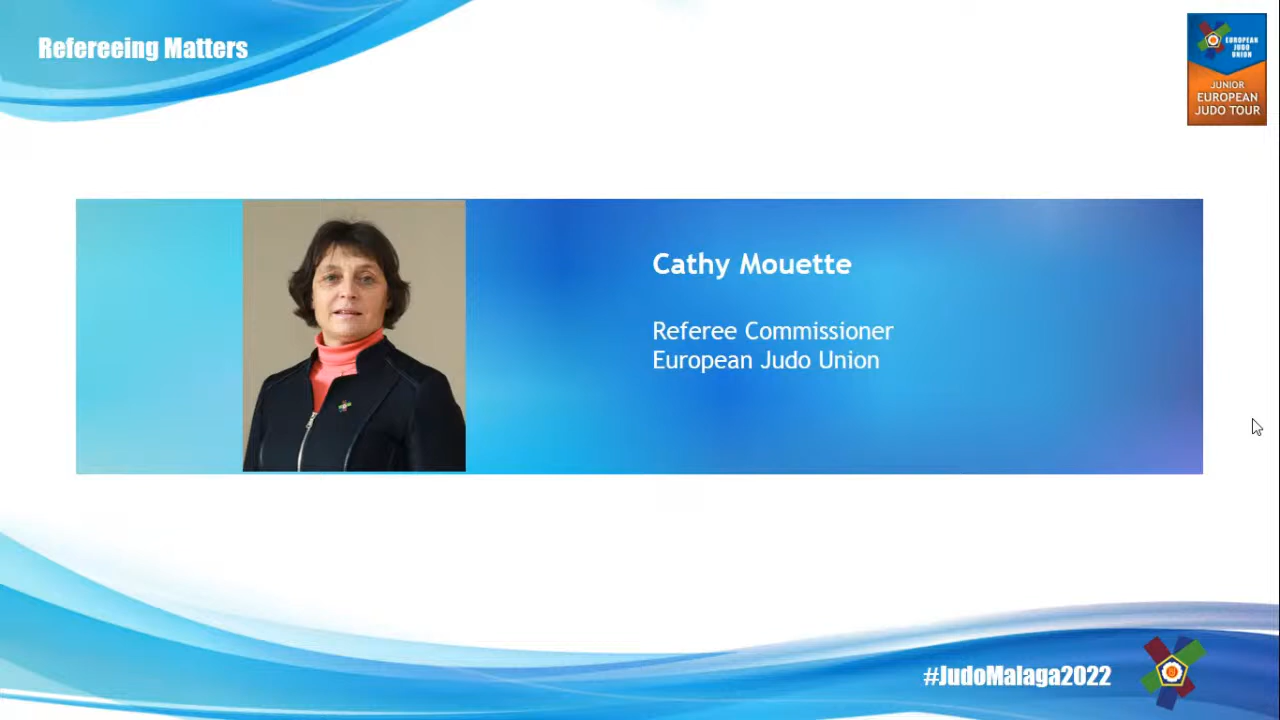 Refereeing Matters
EUROPEAN
JUDO
UNION
JUNIOR
EUROPEAN
JUDO TOUR
Cathy Mouette
Referee Commissioner
European Judo Union
#JudoMalaga2022